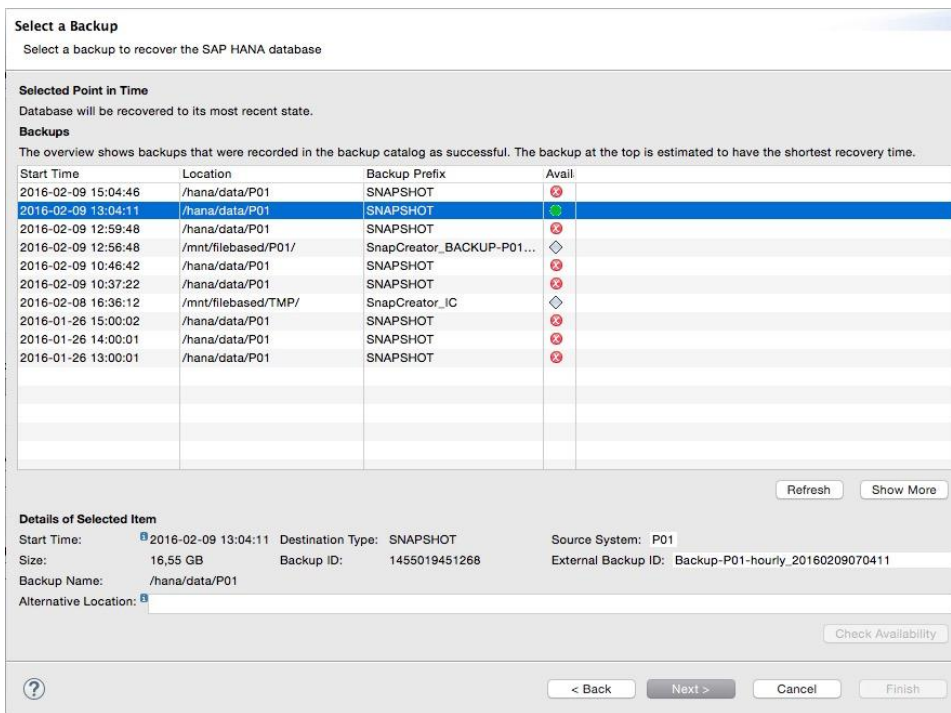 Select a Backup
Select a backup to recover the SAP HANA database
Selected Point in Time
Database will be recovered to its most recent state.
Backups
The overview shows backups that were recorded in the backup catalog as successful. The backup at the top is estimated to have the shortest recovery time.
Start Time Location Backup Prefix Avail
2016-02-09 15:04:46 /hana/data/P01 SNAPSHOT
2016-02-09 13:04:11 /hana/data/P01 SNAPSHOT
2016-02-09 12:59:48 /hana/data/P01 SNAPSHOT
2016-02-09 12:56:48 /mnt/filebased/P01/ SnapCreator_BACKUP-P01...
2016-02-09 10:46:42 /hana/data/P01 SNAPSHOT
2016-02-09 10:37:22 /hana/data/P01 SNAPSHOT
2016-02-08 16:36:12 /mnt/filebased/TMP/ SnapCreator_IC
2016-01-26 15:00:02 /hana/data/P01 SNAPSHOT
2016-01-26 14:00:01 /hana/data/P01 SNAPSHOT
2016-01-26 13:00:01 /hana/data/P01 SNAPSHOT
Refresh Show More
Details of Selected Item
Start Time: 2016-02-09 13:04:11 Destination Type: SNAPSHOT Source System: P01
Size: 16,55 GB Backup ID: 1455019451268 External Backup ID: Backup-P01-hourly_20160209070411
Backup Name: /hana/data/P01
Alternative Location:
Check Availability
? < Back Next > Cancel Finish